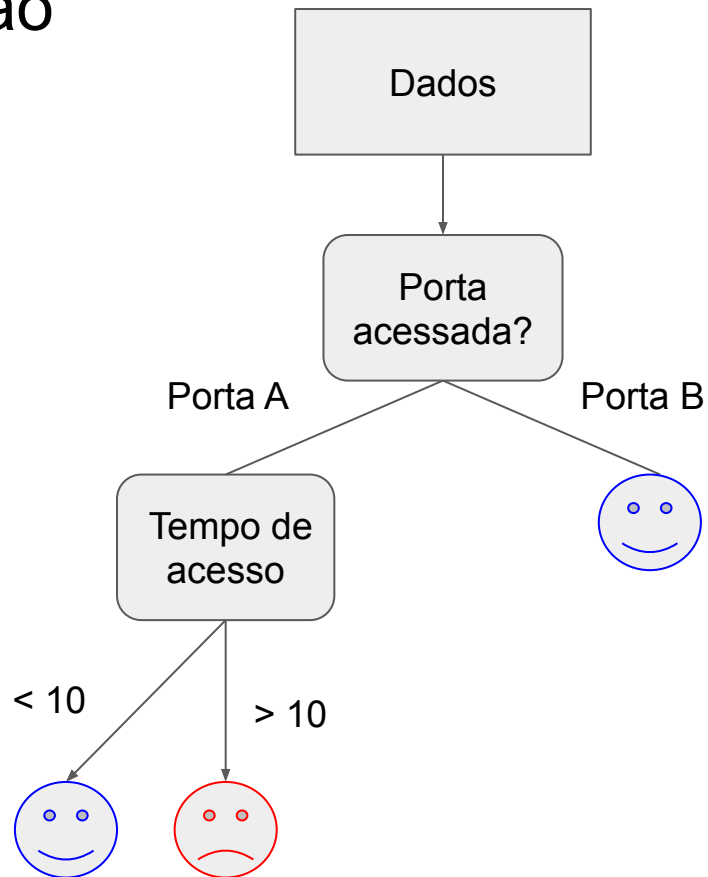 ão
Dados
Porta
acessada?
Porta A
Porta B
Tempo de
acesso
< 10
> 10